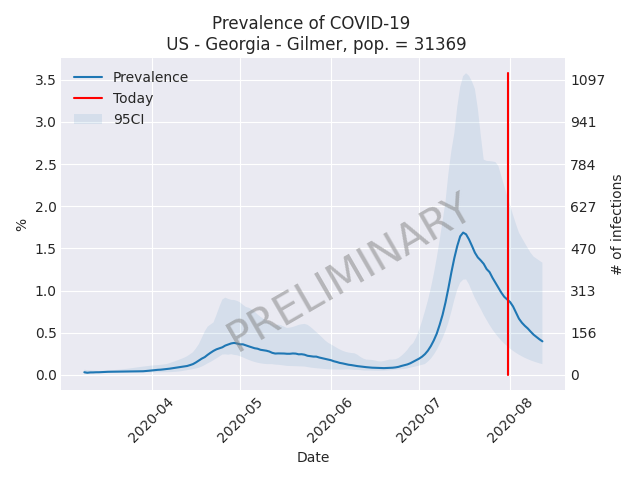 Prevalence of COVID-19
US - Georgia - Gilmer, pop. = 31369
Prevalence
Today
95CI
PRELIMINARY
%
3.5
3.0
2.5
2.0
1.5
1.0
0.5
0.0
1097
941
784
627
470
313
156
0
# of infections
2020-04
2020-05
2020-06
2020-07
2020-08
Date